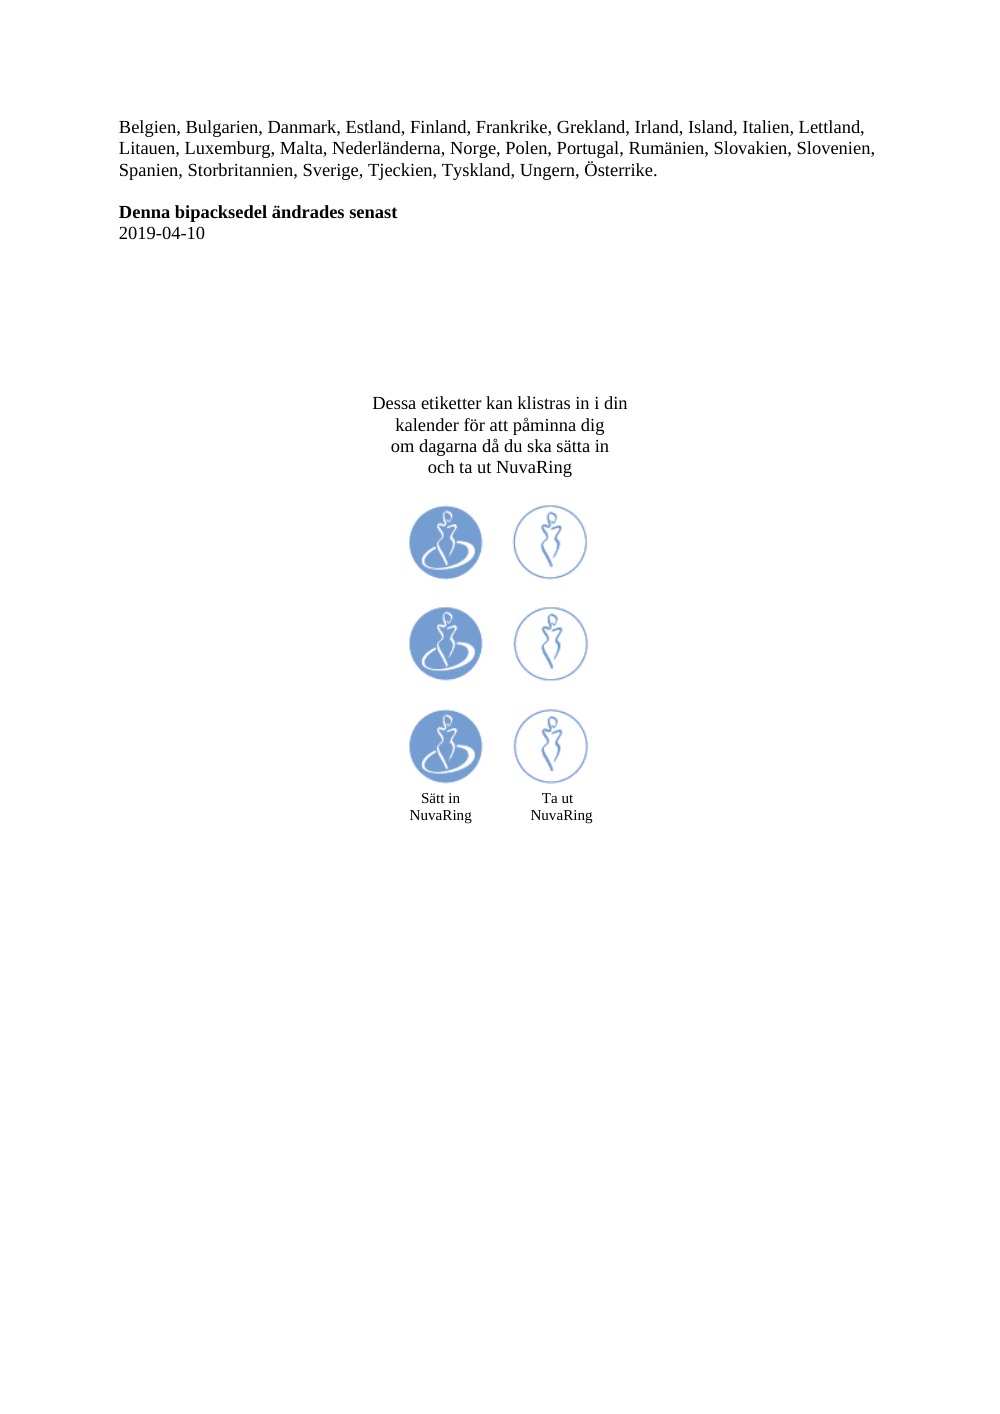 Belgien, Bulgarien, Danmark, Estland, Finland, Frankrike, Grekland, Irland, Island, Italien, Lettland,
Litauen, Luxemburg, Malta, Nederländerna, Norge, Polen, Portugal, Rumänien, Slovakien, Slovenien,
Spanien, Storbritannien, Sverige, Tjeckien, Tyskland, Ungern, Österrike.
Denna bipacksedel ändrades senast
2019-04-10
Dessa etiketter kan klistras in i din
kalender för att påminna dig
om dagarna då du ska sätta in
och ta ut NuvaRing
Sätt in
NuvaRing
Ta ut
NuvaRing